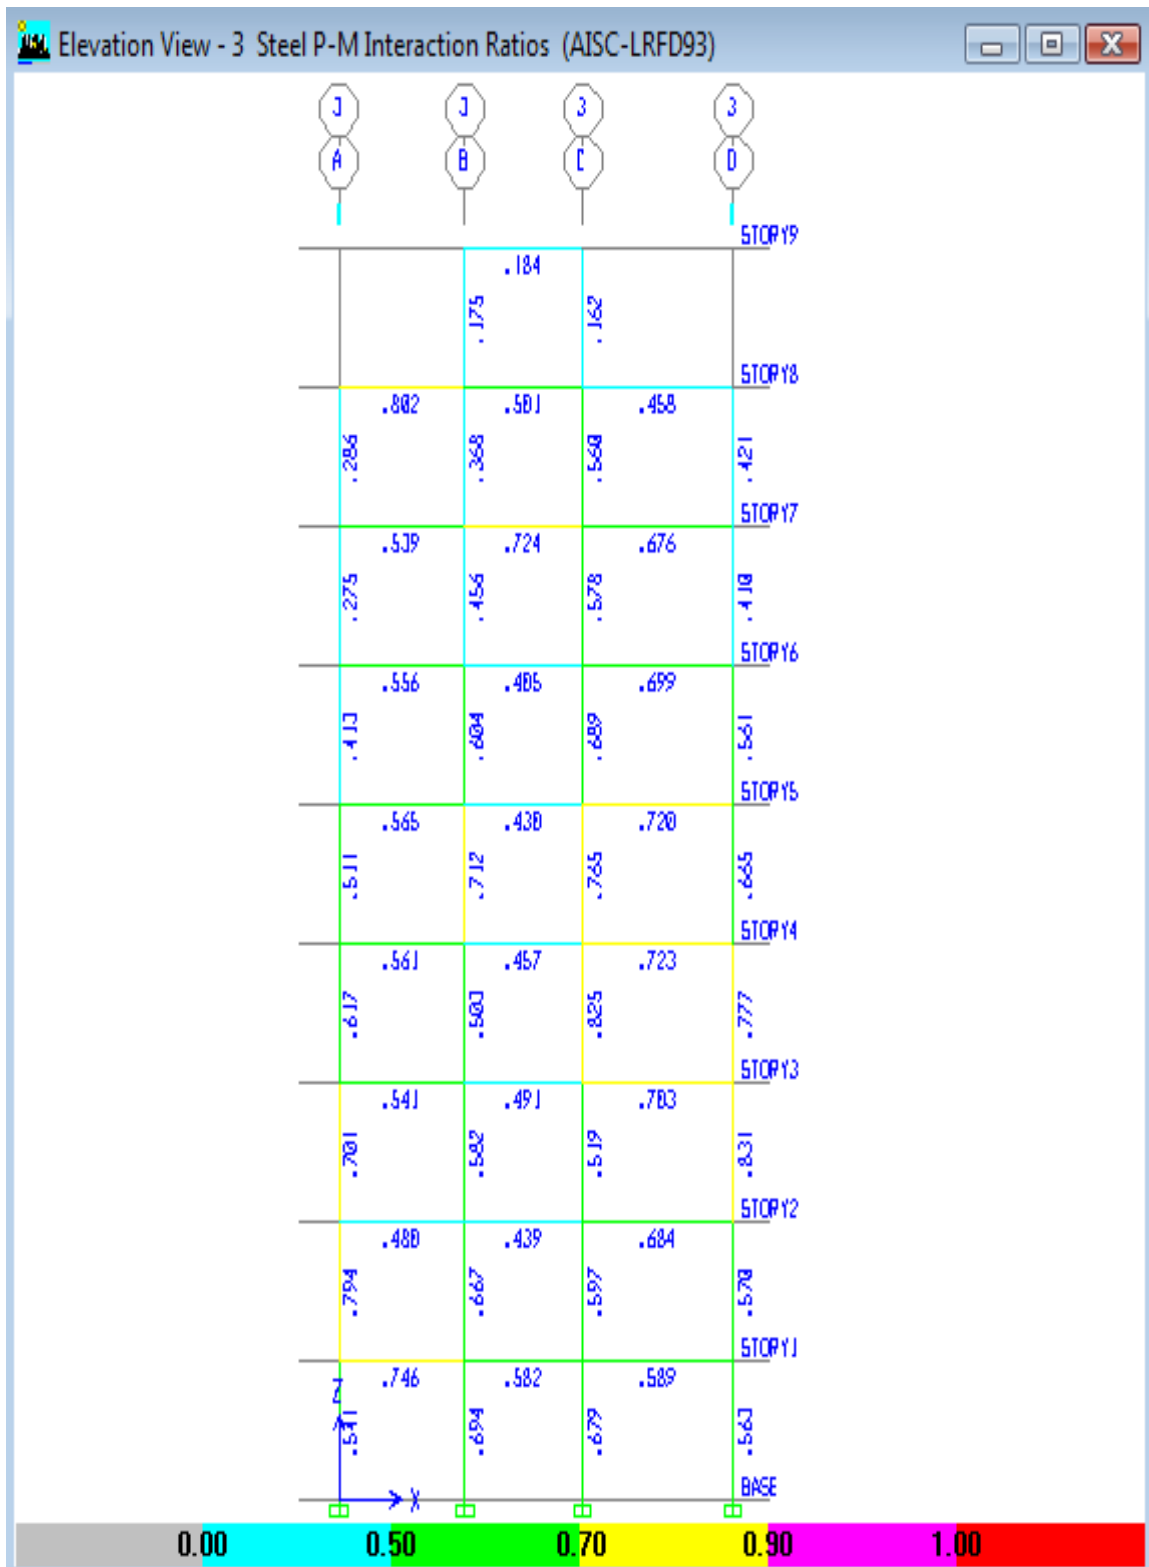 Elevation View - 3 Steel P-M Interaction Ratios (AISC-LRFD93)
3 3 3 3
A B C D
STORY9
.184
.175 .162
STORY8
.802 .501 .458
.286 .368 .560 .421
STORY7
.539 .724 .676
.275 .456 .578 .410
STORY6
.556 .405 .699
.413 .604 .689 .561
STORY5
.565 .430 .720
.511 .712 .765 .665
STORY4
.561 .457 .723
.617 .503 .825 .777
STORY3
.541 .491 .703
.701 .582 .519 .831
STORY2
.480 .439 .684
.794 .667 .597 .570
STORY1
.746 .582 .589
Z
.541 .694 .679 .563
X
BASE
0.00 0.50 0.70 0.90 1.00